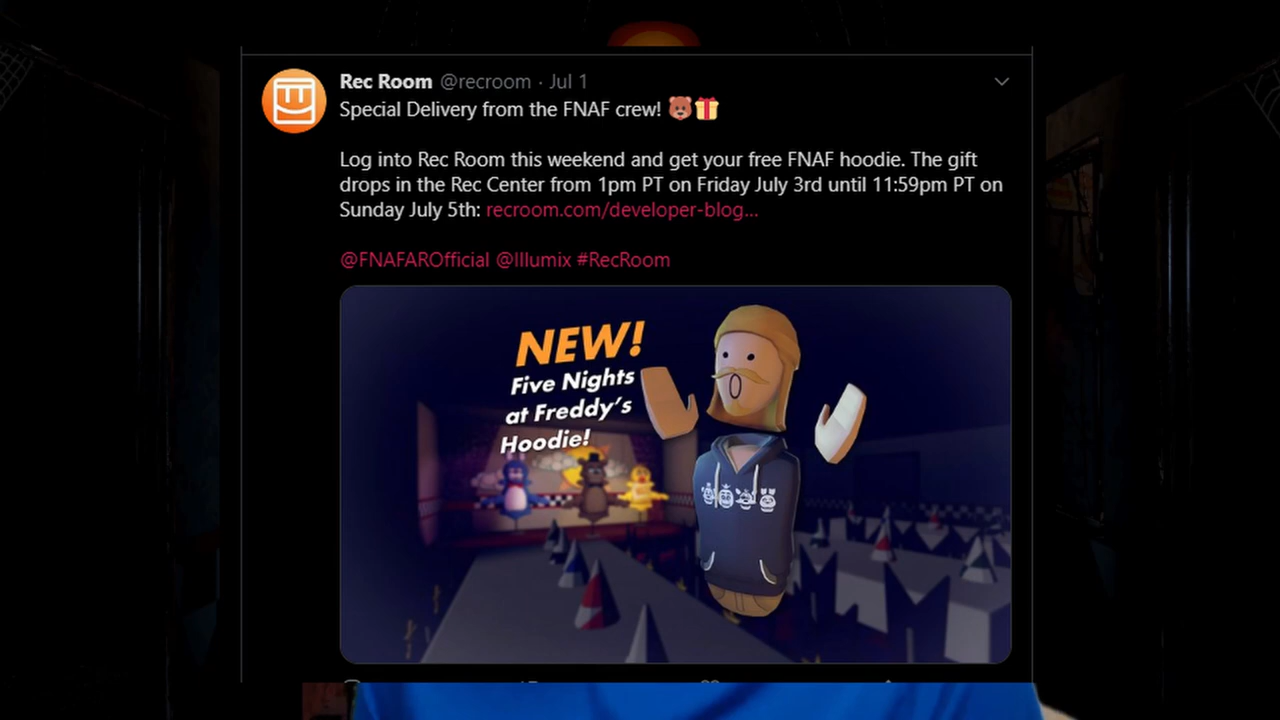 Rec Room @recroom · Jul 1
Special Delivery from the FNAF crew! 🐻🎁
Log into Rec Room this weekend and get your free FNAF hoodie. The gift
drops in the Rec Center from 1pm PT on Friday July 3rd until 11:59pm PT on
Sunday July 5th: recroom.com/developer-blog...
@FNAFAROfficial @Illumix #RecRoom
NEW!
Five Nights
at Freddy's
Hoodie!